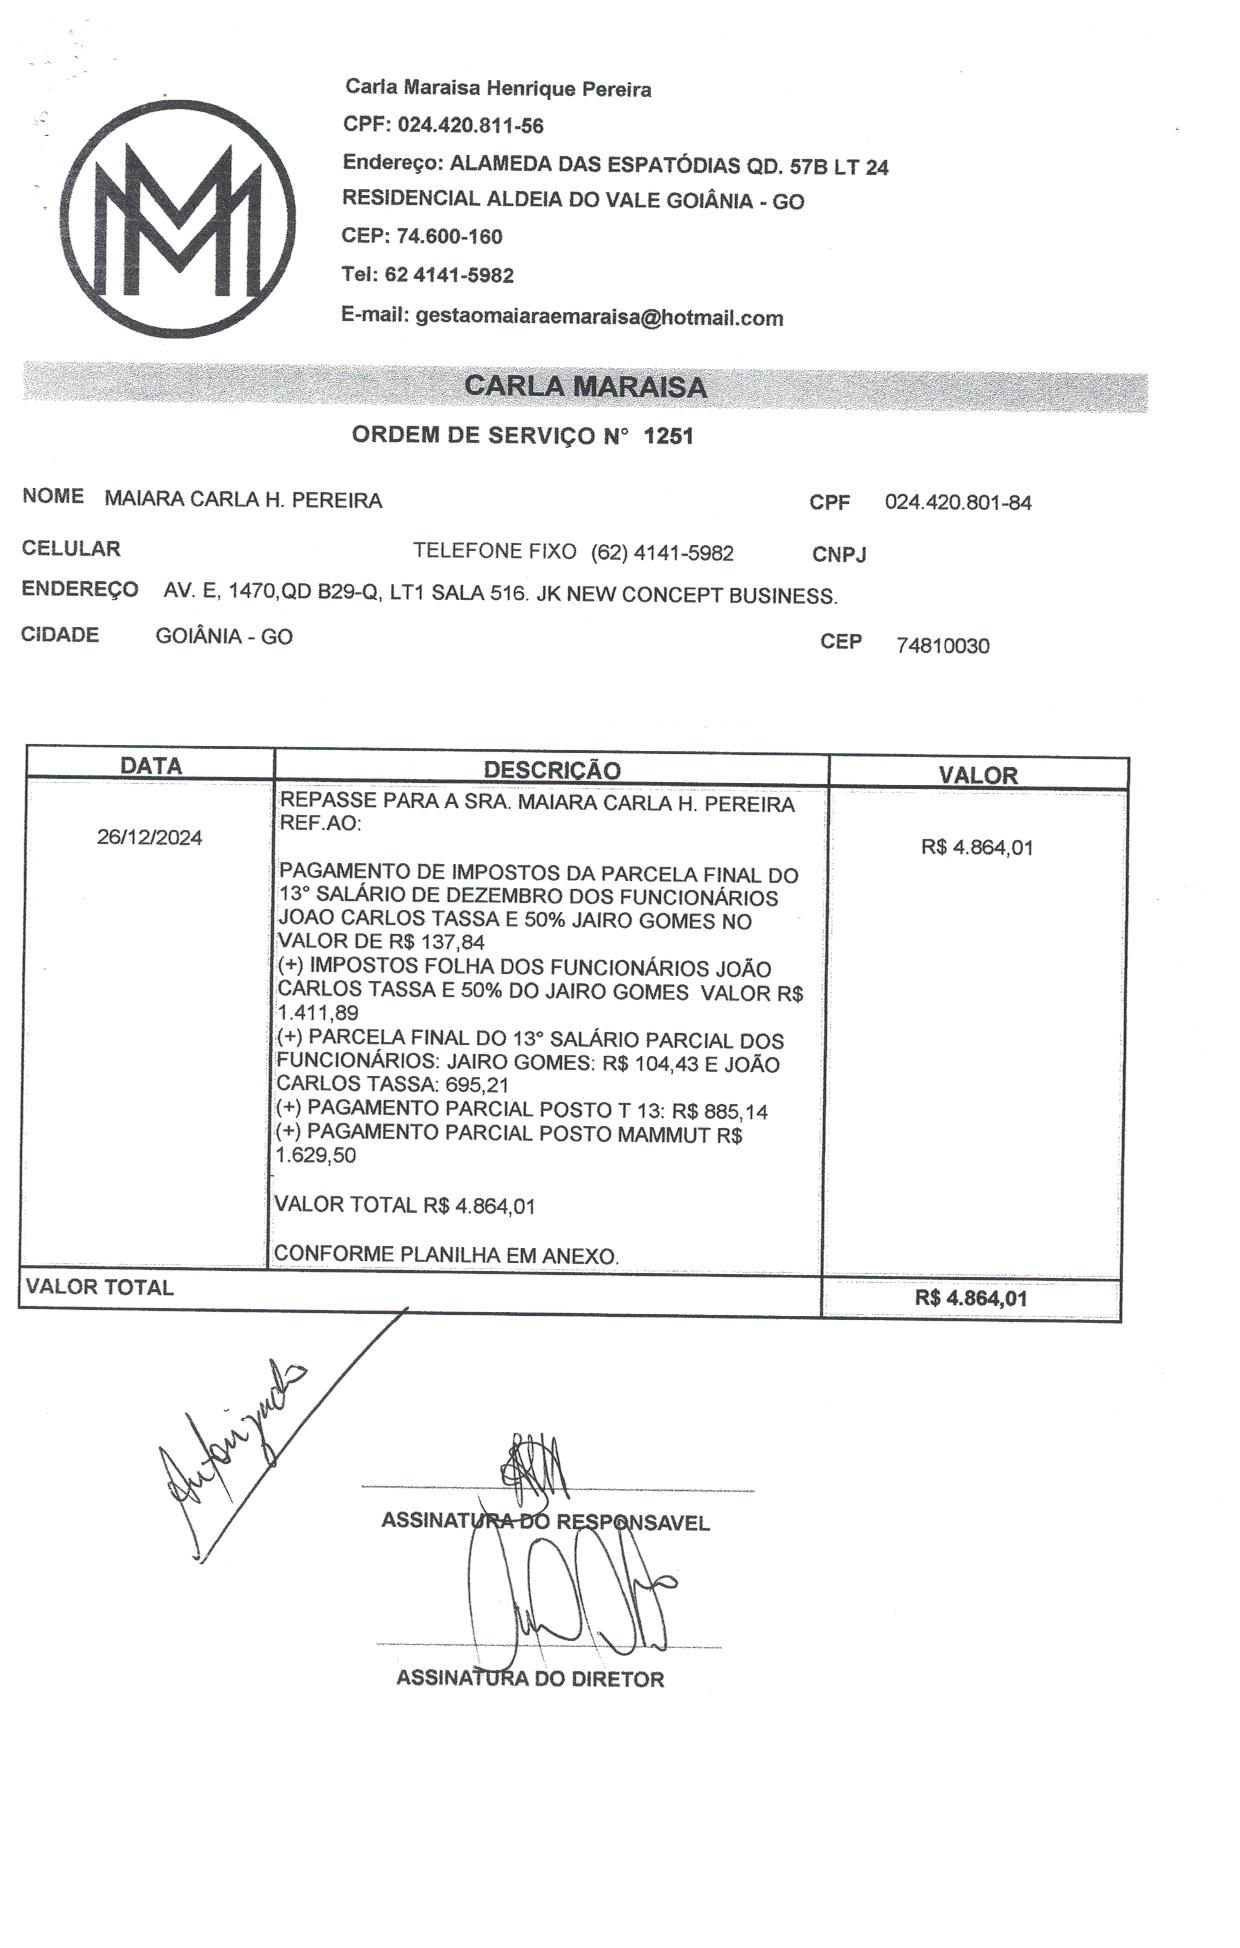 Carla Maraisa Henrique Pereira
CPF: 024.420.811-56
Endereço: ALAMEDA DAS ESPATÓDIAS QD. 57B LT 24
RESIDENCIAL ALDEIA DO VALE GOIÂNIA - GO
CEP: 74.600-160
Tel: 62 4141-5982
E-mail: gestaomaiaraemaraisa@hotmail.com
MM
CARLA MARAISA
ORDEM DE SERVIÇO N° 1251
NOME MAIARA CARLA H. PEREIRA CPF 024.420.801-84
CELULAR TELEFONE FIXO (62) 4141-5982 CNPJ
ENDEREÇO AV. E, 1470,QD B29-Q, LT1 SALA 516. JK NEW CONCEPT BUSINESS.
CIDADE GOIÂNIA - GO CEP 74810030
DATA DESCRIÇÃO VALOR
REPASSE PARA A SRA. MAIARA CARLA H. PEREIRA
REF.AO:
26/12/2024 R$ 4.864,01
PAGAMENTO DE IMPOSTOS DA PARCELA FINAL DO
13° SALÁRIO DE DEZEMBRO DOS FUNCIONÁRIOS
JOAO CARLOS TASSA E 50% JAIRO GOMES NO
VALOR DE R$ 137,84
(+) IMPOSTOS FOLHA DOS FUNCIONÁRIOS JOÃO
CARLOS TASSA E 50% DO JAIRO GOMES VALOR R$
1.411,89
(+) PARCELA FINAL DO 13° SALÁRIO PARCIAL DOS
FUNCIONÁRIOS: JAIRO GOMES: R$ 104,43 E JOÃO
CARLOS TASSA: 695,21
(+) PAGAMENTO PARCIAL POSTO T 13: R$ 885,14
(+) PAGAMENTO PARCIAL POSTO MAMMUT R$
1.629,50
VALOR TOTAL R$ 4.864,01
CONFORME PLANILHA EM ANEXO.
VALOR TOTAL R$ 4.864,01
Autorizado
ASSINATURA DO RESPONSAVEL
ASSINATURA DO DIRETOR